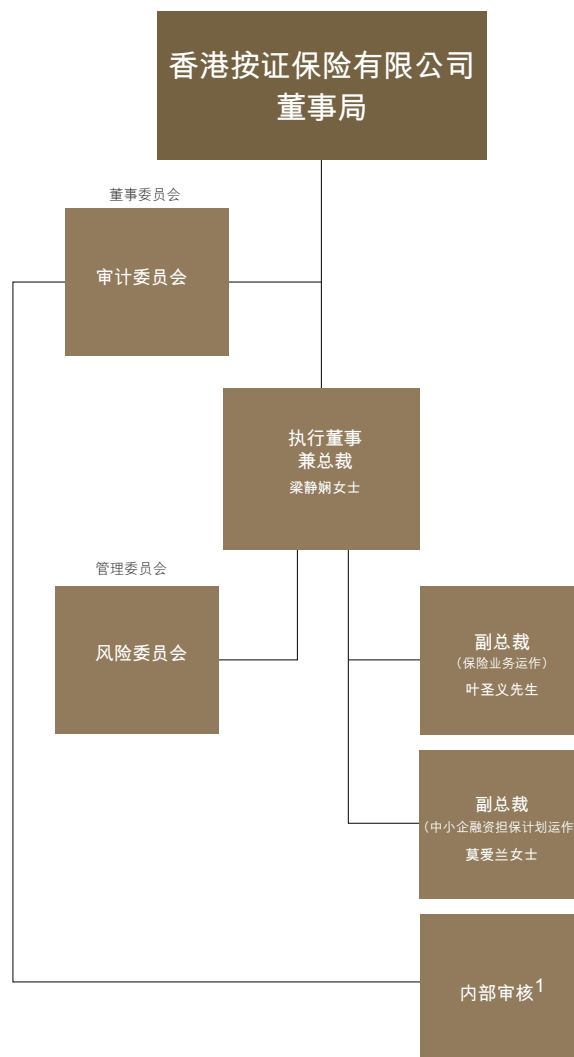 香港按证保险有限公司
董事局
董事委员会
审计委员会
执行董事
兼总裁
梁静娴女士
管理委员会
风险委员会
副总裁
（保险业务运作）
叶圣义先生
副总裁
（中小企融资担保计划运作
莫爱兰女士
内部审核1